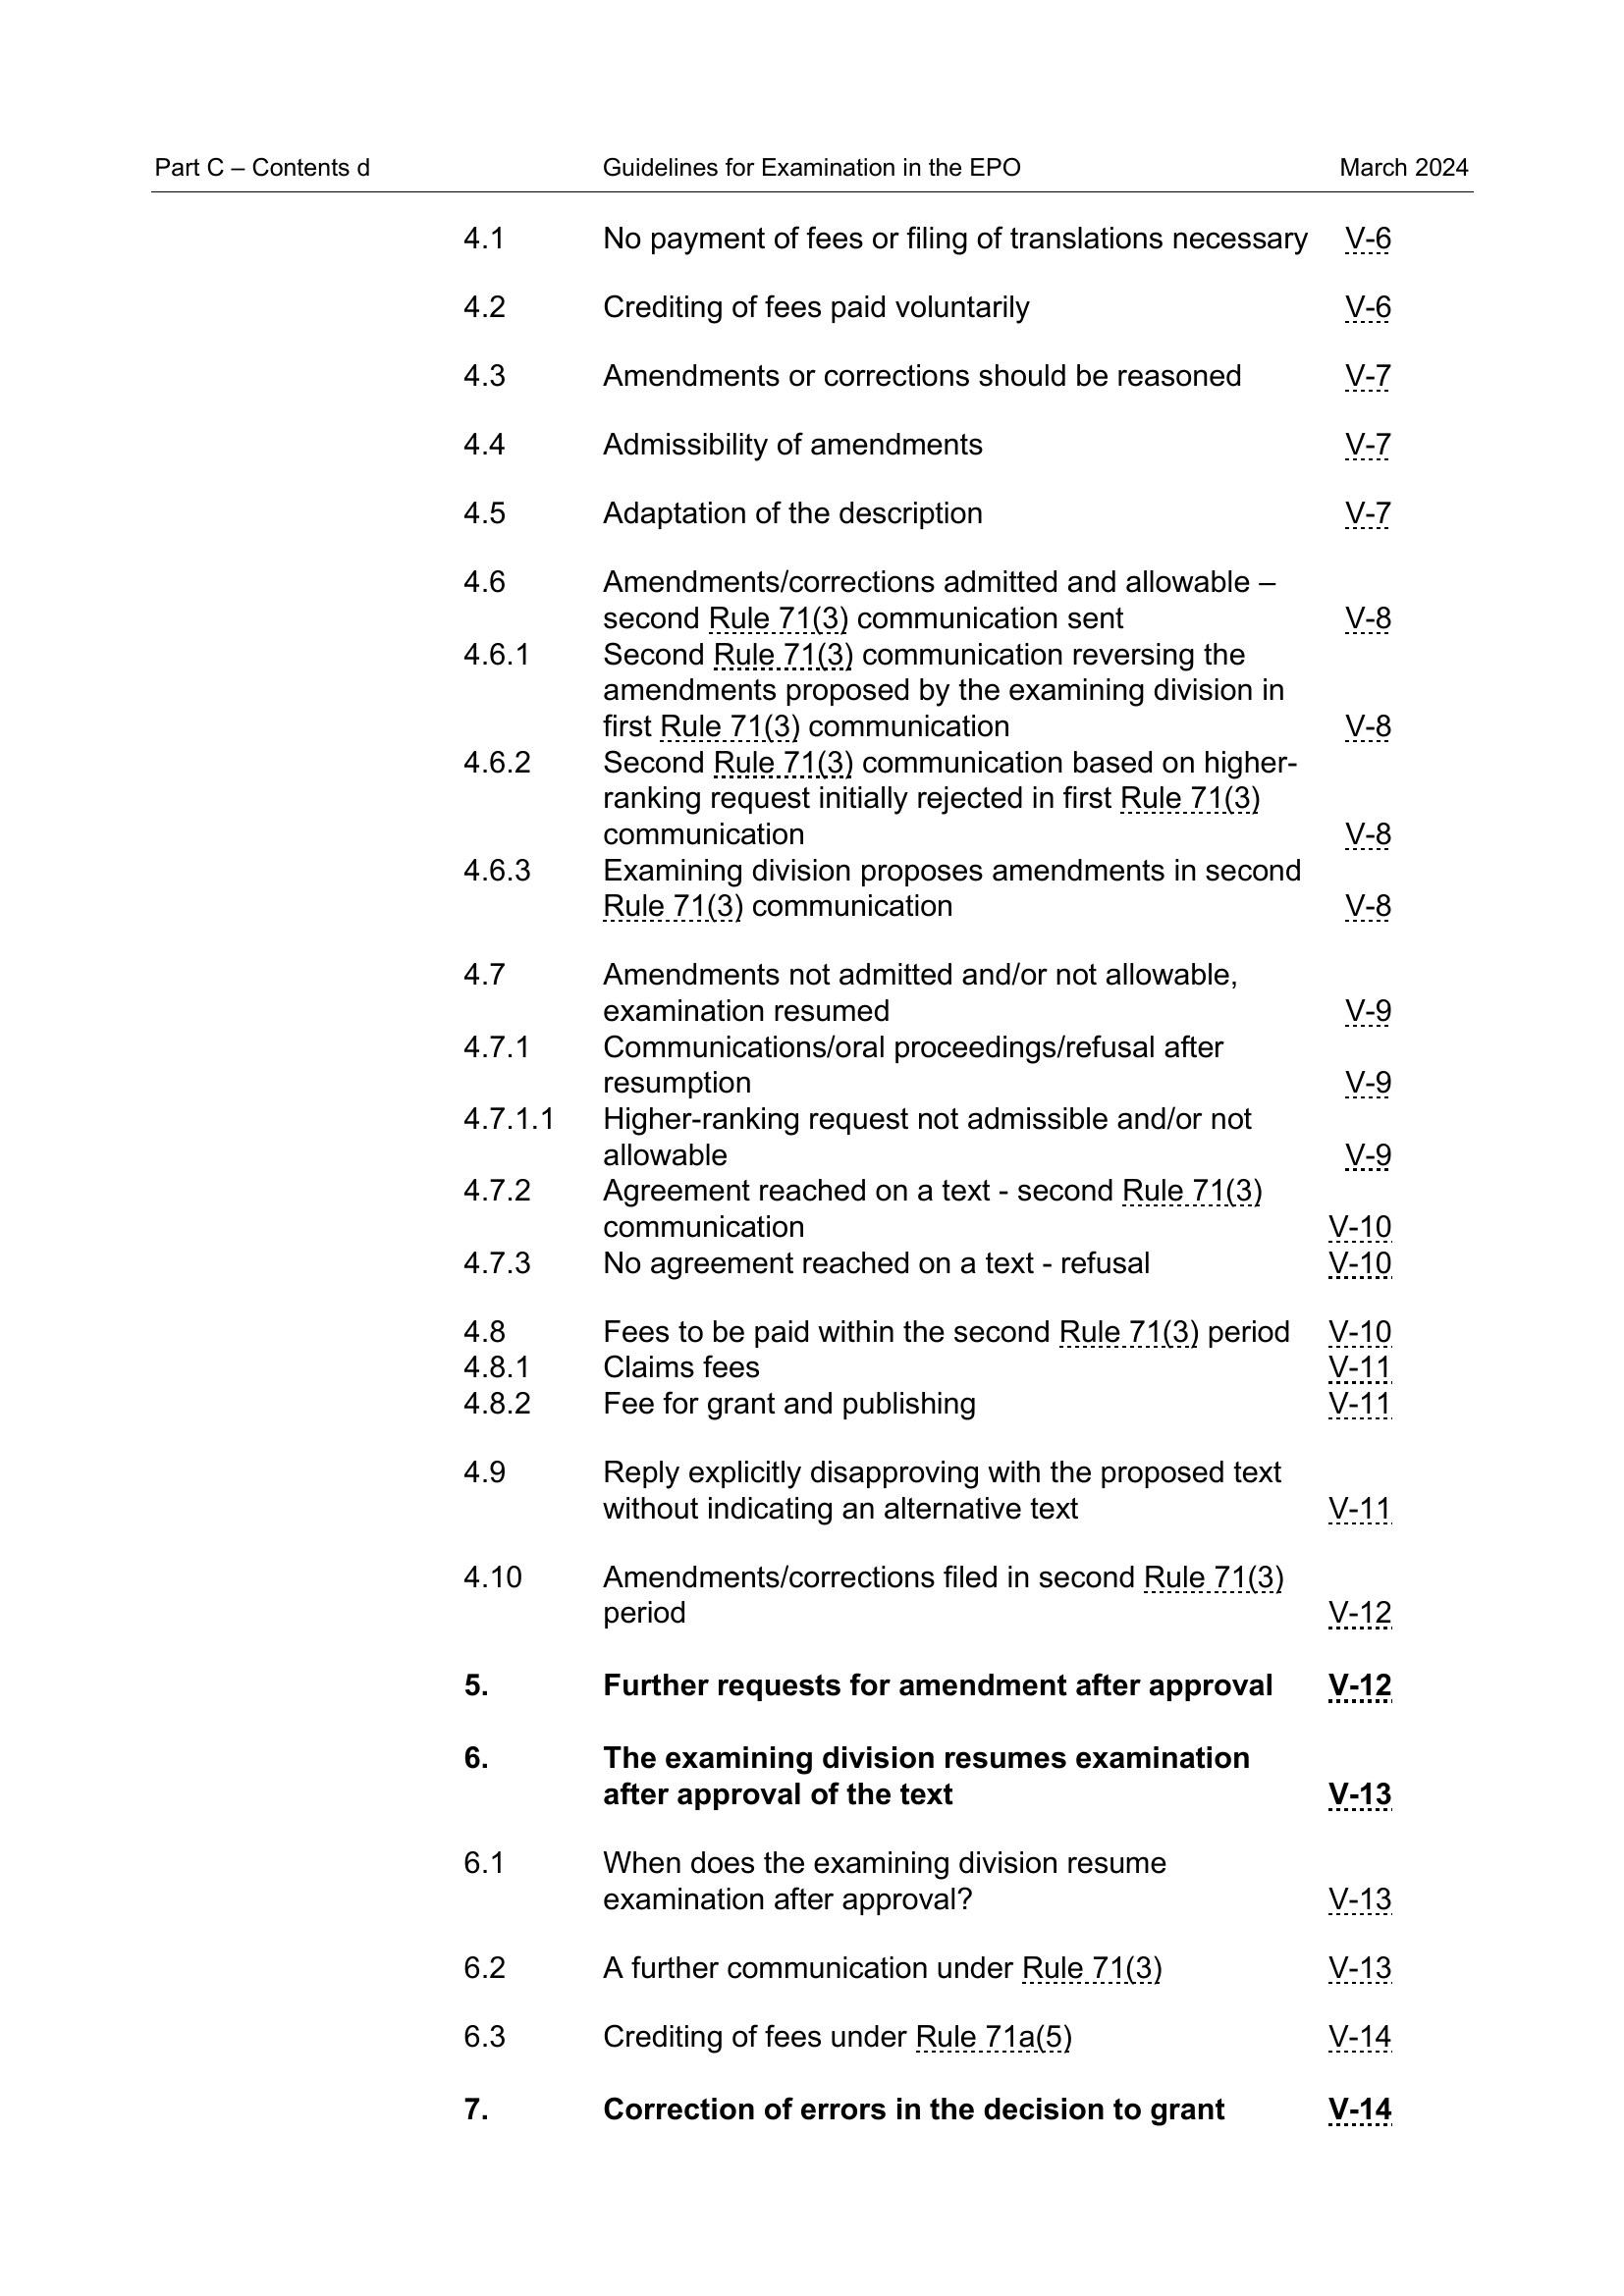 Part C – Contents d Guidelines for Examination in the EPO March 2024
4.1 No payment of fees or filing of translations necessary V-6
4.2 Crediting of fees paid voluntarily V-6
4.3 Amendments or corrections should be reasoned V-7
4.4 Admissibility of amendments V-7
4.5 Adaptation of the description V-7
4.6 Amendments/corrections admitted and allowable –
second Rule 71(3) communication sent V-8
4.6.1 Second Rule 71(3) communication reversing the
amendments proposed by the examining division in
first Rule 71(3) communication V-8
4.6.2 Second Rule 71(3) communication based on higher-
ranking request initially rejected in first Rule 71(3)
communication V-8
4.6.3 Examining division proposes amendments in second
Rule 71(3) communication V-8
4.7 Amendments not admitted and/or not allowable,
examination resumed V-9
4.7.1 Communications/oral proceedings/refusal after
resumption V-9
4.7.1.1 Higher-ranking request not admissible and/or not
allowable V-9
4.7.2 Agreement reached on a text - second Rule 71(3)
communication V-10
4.7.3 No agreement reached on a text - refusal V-10
4.8 Fees to be paid within the second Rule 71(3) period V-10
4.8.1 Claims fees V-11
4.8.2 Fee for grant and publishing V-11
4.9 Reply explicitly disapproving with the proposed text
without indicating an alternative text V-11
4.10 Amendments/corrections filed in second Rule 71(3)
period V-12
5. Further requests for amendment after approval V-12
6. The examining division resumes examination
after approval of the text V-13
6.1 When does the examining division resume
examination after approval? V-13
6.2 A further communication under Rule 71(3) V-13
6.3 Crediting of fees under Rule 71a(5) V-14
7. Correction of errors in the decision to grant V-14